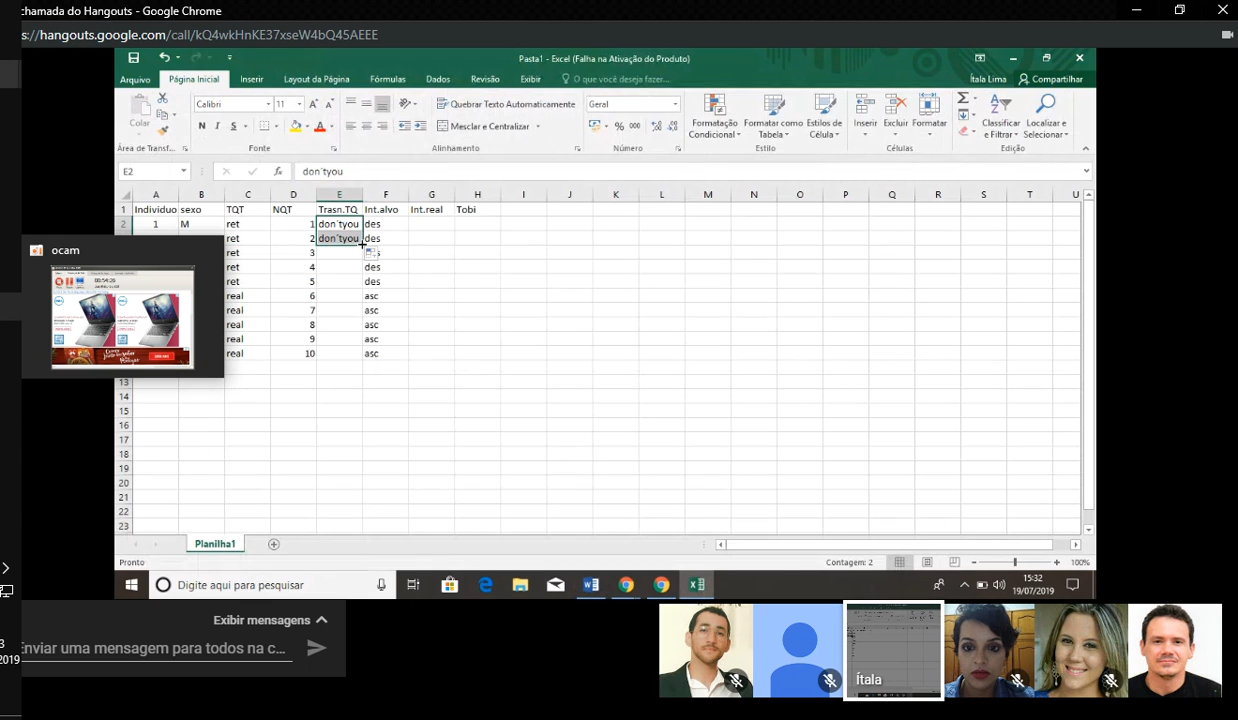 chamada do Hangouts - Google Chrome
://hangouts.google.com/call/kQ4wkHnKE37xseW4bQ45AEEE
Pasta1 - Excel (Falha na Ativação do Produto)
Arquivo Página Inicial Inserir Layout da Página Fórmulas Dados Revisão Exibir O que você deseja fazer... Ítala Lima Compartilhar
Colar Calibri 11 Quebrar Texto Automaticamente Geral
N I S Mesclar e Centralizar % 000
Formatação Condicional Formatar como Tabela Estilos de Célula Inserir Excluir Formatar Classificar e Filtrar Localizar e Selecionar
Área de Transf... Fonte Alinhamento Número Estilo Células Edição
E2 fx don`tyou
A B C D E F G H I J K L M N O P Q R S T U
1 Individuo sexo TQT NQT Trasn.TQ Int.alvo Int.real Tobi
2 1 M ret 1 don`tyou des
ret 2 don`tyou des
ret 3
ret 4 des
ret 5 des
real 6 asc
real 7 asc
real 8 asc
real 9 asc
real 10 asc
13
14
15
16
17
18
19
20
21
22
23
ocam
Planilha1
Pronto Contagem: 2 100%
Digite aqui para pesquisar 15:32
19/07/2019
Exibir mensagens
Enviar uma mensagem para todos na c...
3
2019
Ítala